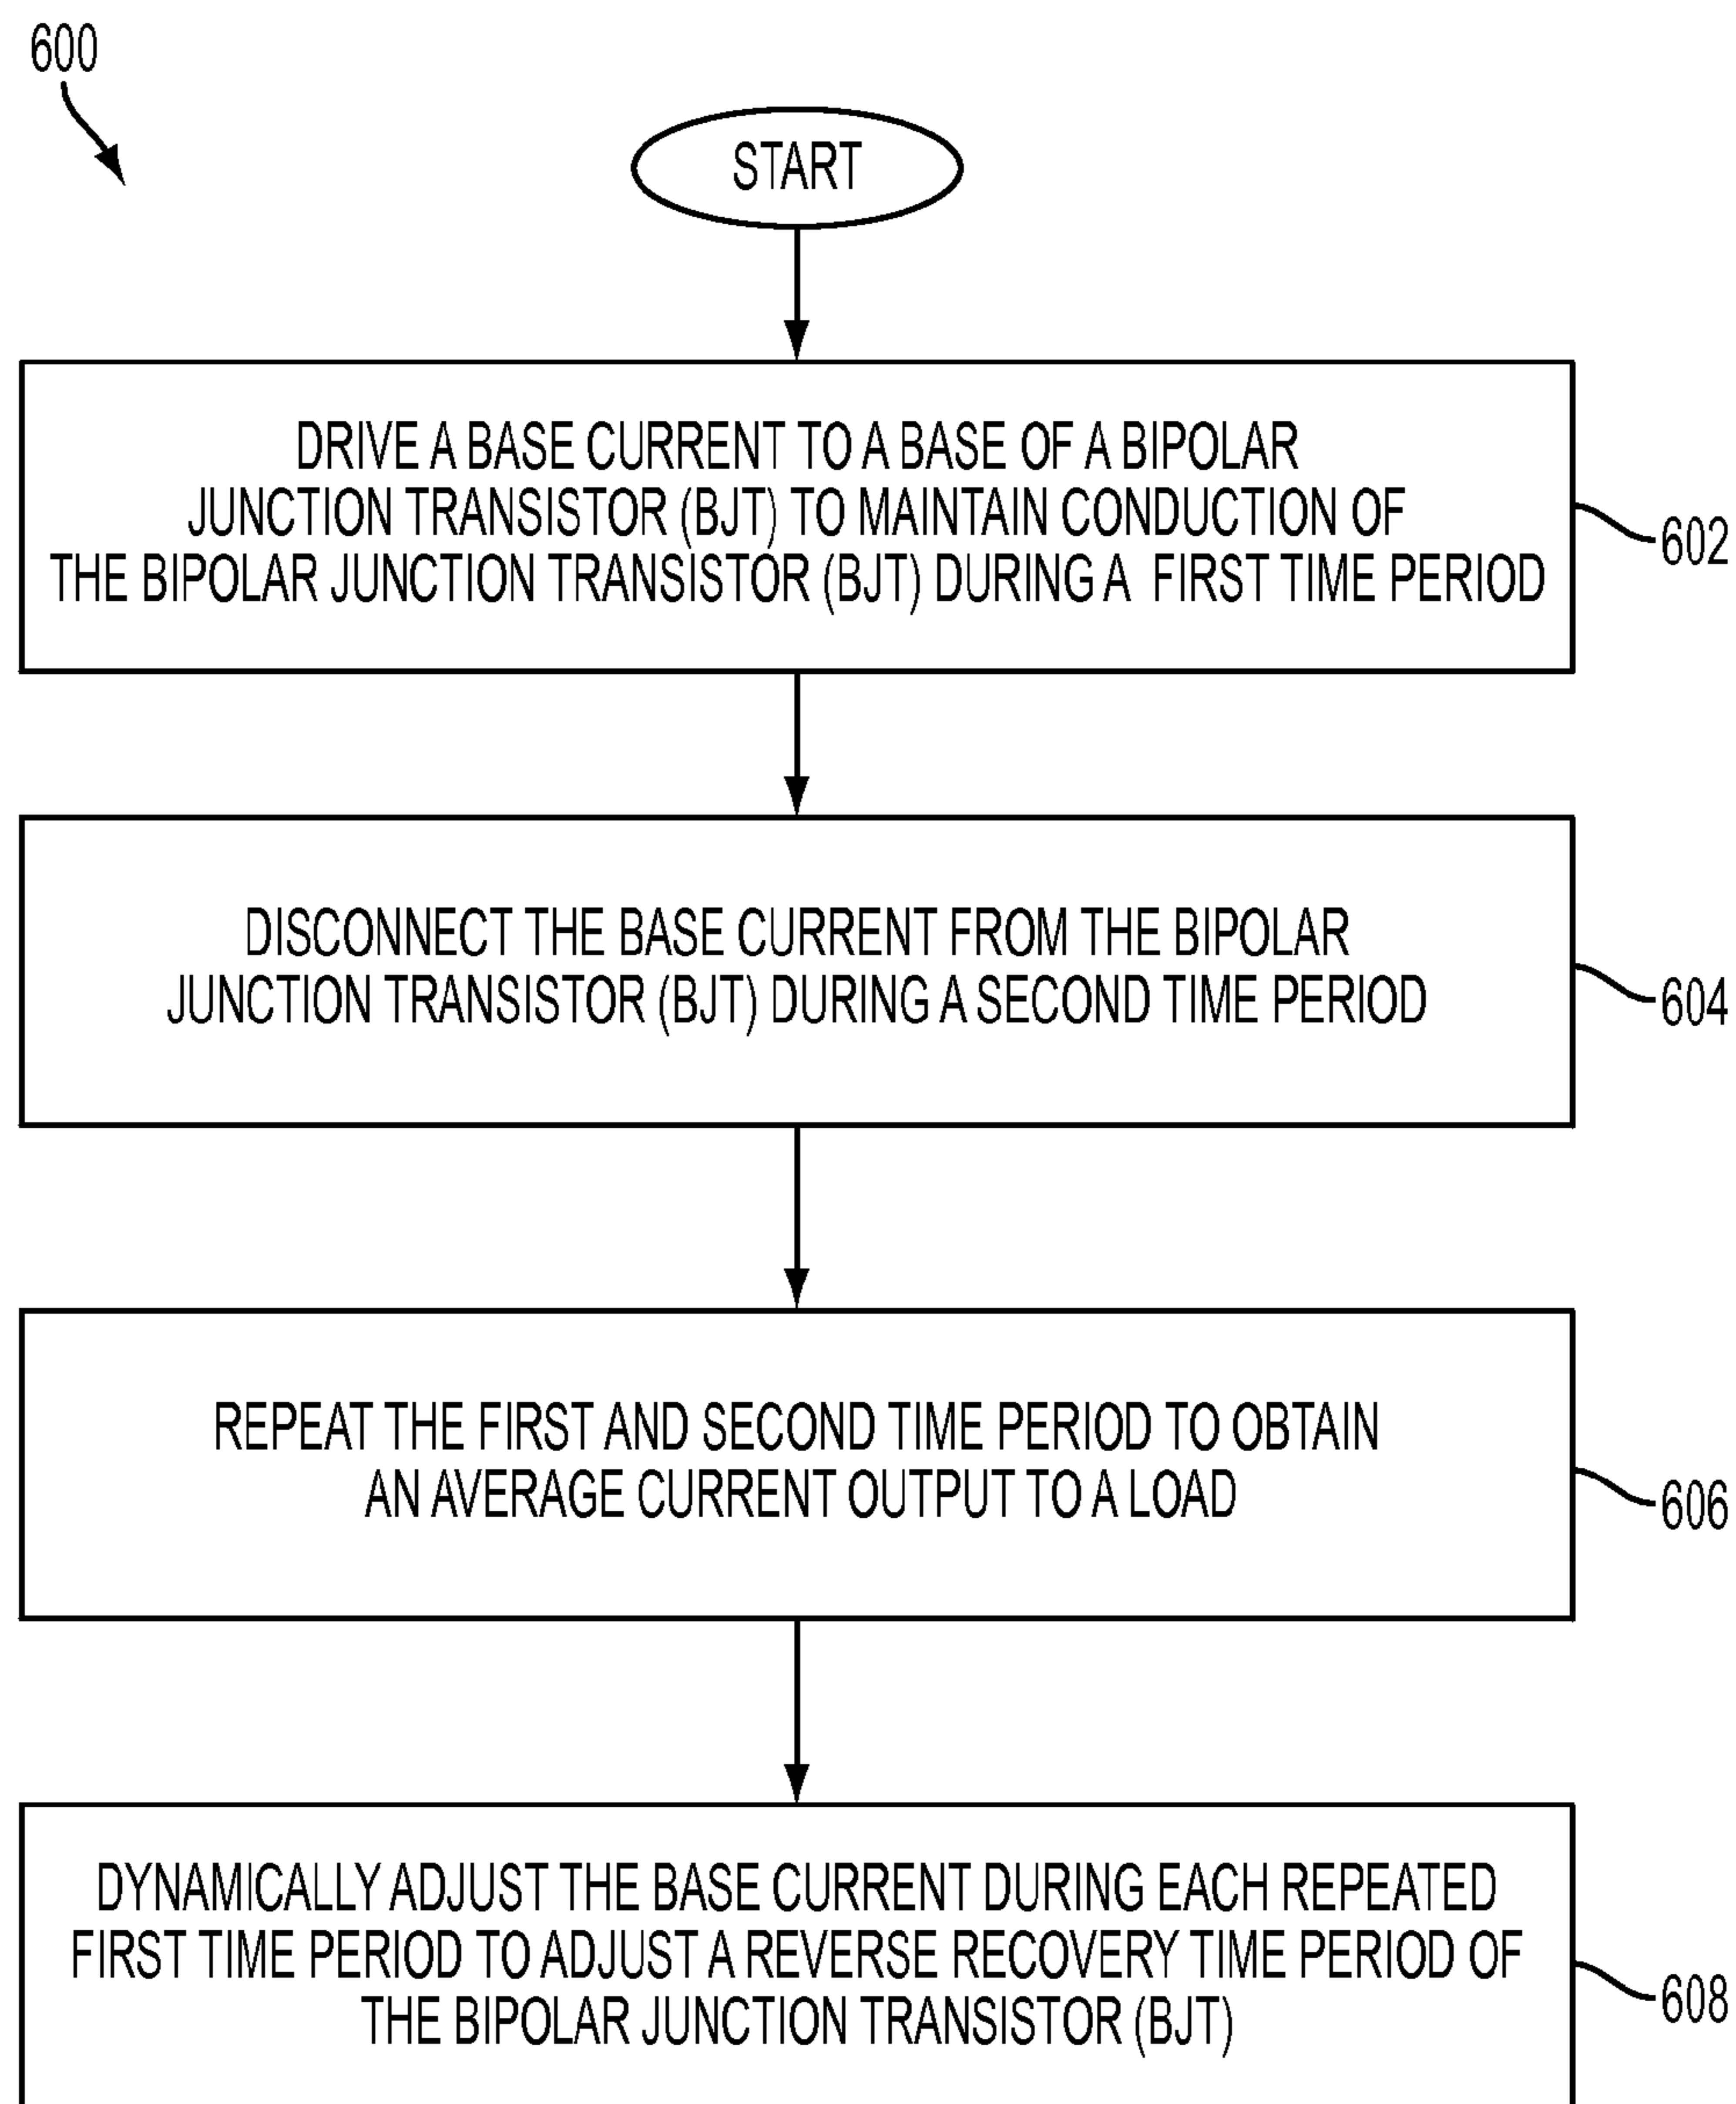 600
START
DRIVE A BASE CURRENT TO A BASE OF A BIPOLAR
JUNCTION TRANSISTOR (BJT) TO MAINTAIN CONDUCTION OF
THE BIPOLAR JUNCTION TRANSISTOR (BJT) DURING A FIRST TIME PERIOD
602
DISCONNECT THE BASE CURRENT FROM THE BIPOLAR
JUNCTION TRANSISTOR (BJT) DURING A SECOND TIME PERIOD
604
REPEAT THE FIRST AND SECOND TIME PERIOD TO OBTAIN
AN AVERAGE CURRENT OUTPUT TO A LOAD
606
DYNAMICALLY ADJUST THE BASE CURRENT DURING EACH REPEATED
FIRST TIME PERIOD TO ADJUST A REVERSE RECOVERY TIME PERIOD OF
THE BIPOLAR JUNCTION TRANSISTOR (BJT)
608